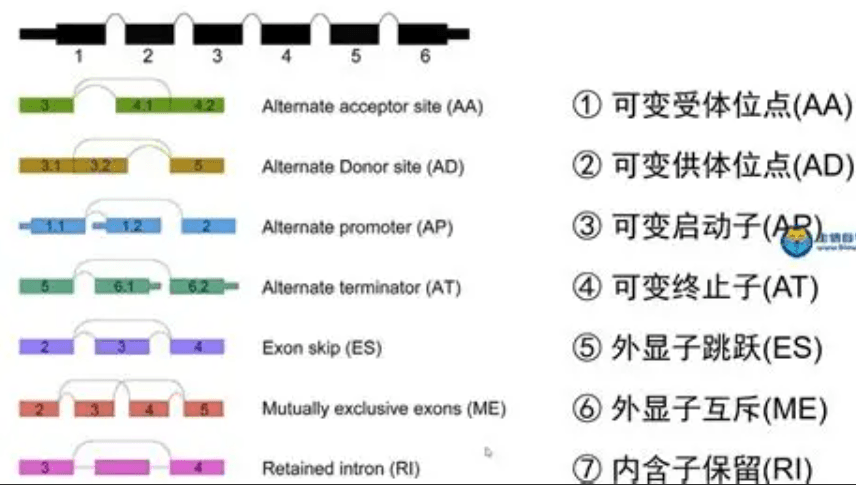 1 2 3 4 5 6
3 4.1 4.2 Alternate acceptor site (AA) ① 可变受体位点(AA)
3.1 3.2 5 Alternate Donor site (AD) ② 可变供体位点(AD)
1.1 1.2 2 Alternate promoter (AP) ③ 可变启动子(AP)
5 6.1 6.2 Alternate terminator (AT) ④ 可变终止子(AT)
2 3 4 Exon skip (ES) ⑤ 外显子跳跃(ES)
2 3 4 5 Mutually exclusive exons (ME) ⑥ 外显子互斥(ME)
3 4 Retained intron (RI) ⑦ 内含子保留(RI)